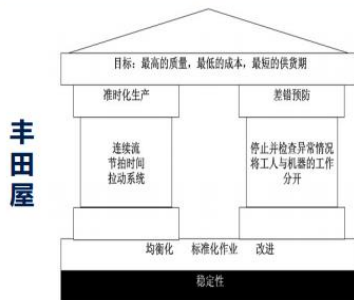 丰田屋
目标：最高的质量，最低的成本，最短的供货期
准时化生产
差错预防
连续流
节拍时间
拉动系统
停止并检查异常情况
将工人与机器的工作
分开
均衡化 标准化作业 改进
稳定性